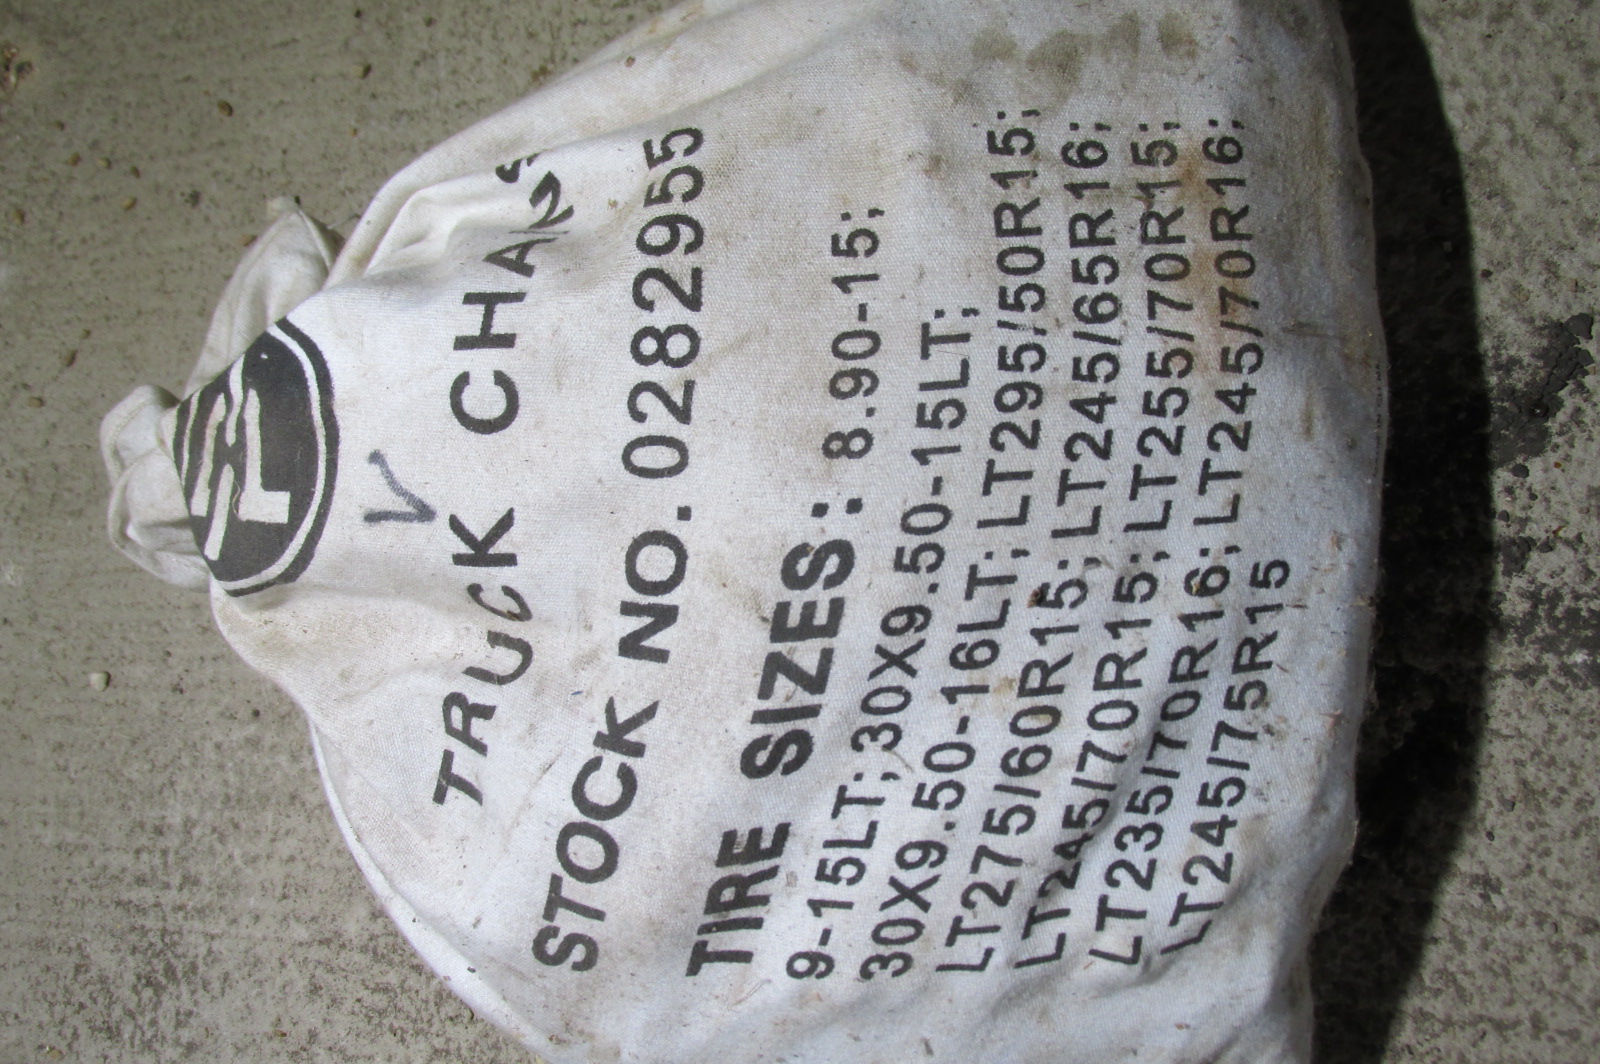 V
TRUCK CHAINS
STOCK NO. 0282955
TIRE SIZES: 8.90-15;
9-15LT; 30X9.50-15LT;
30X9.50-16LT; LT295/50R15;
LT275/60R15; LT245/65R16;
LT245/70R15; LT255/70R15;
LT235/70R16; LT245/70R16;
LT245/75R15